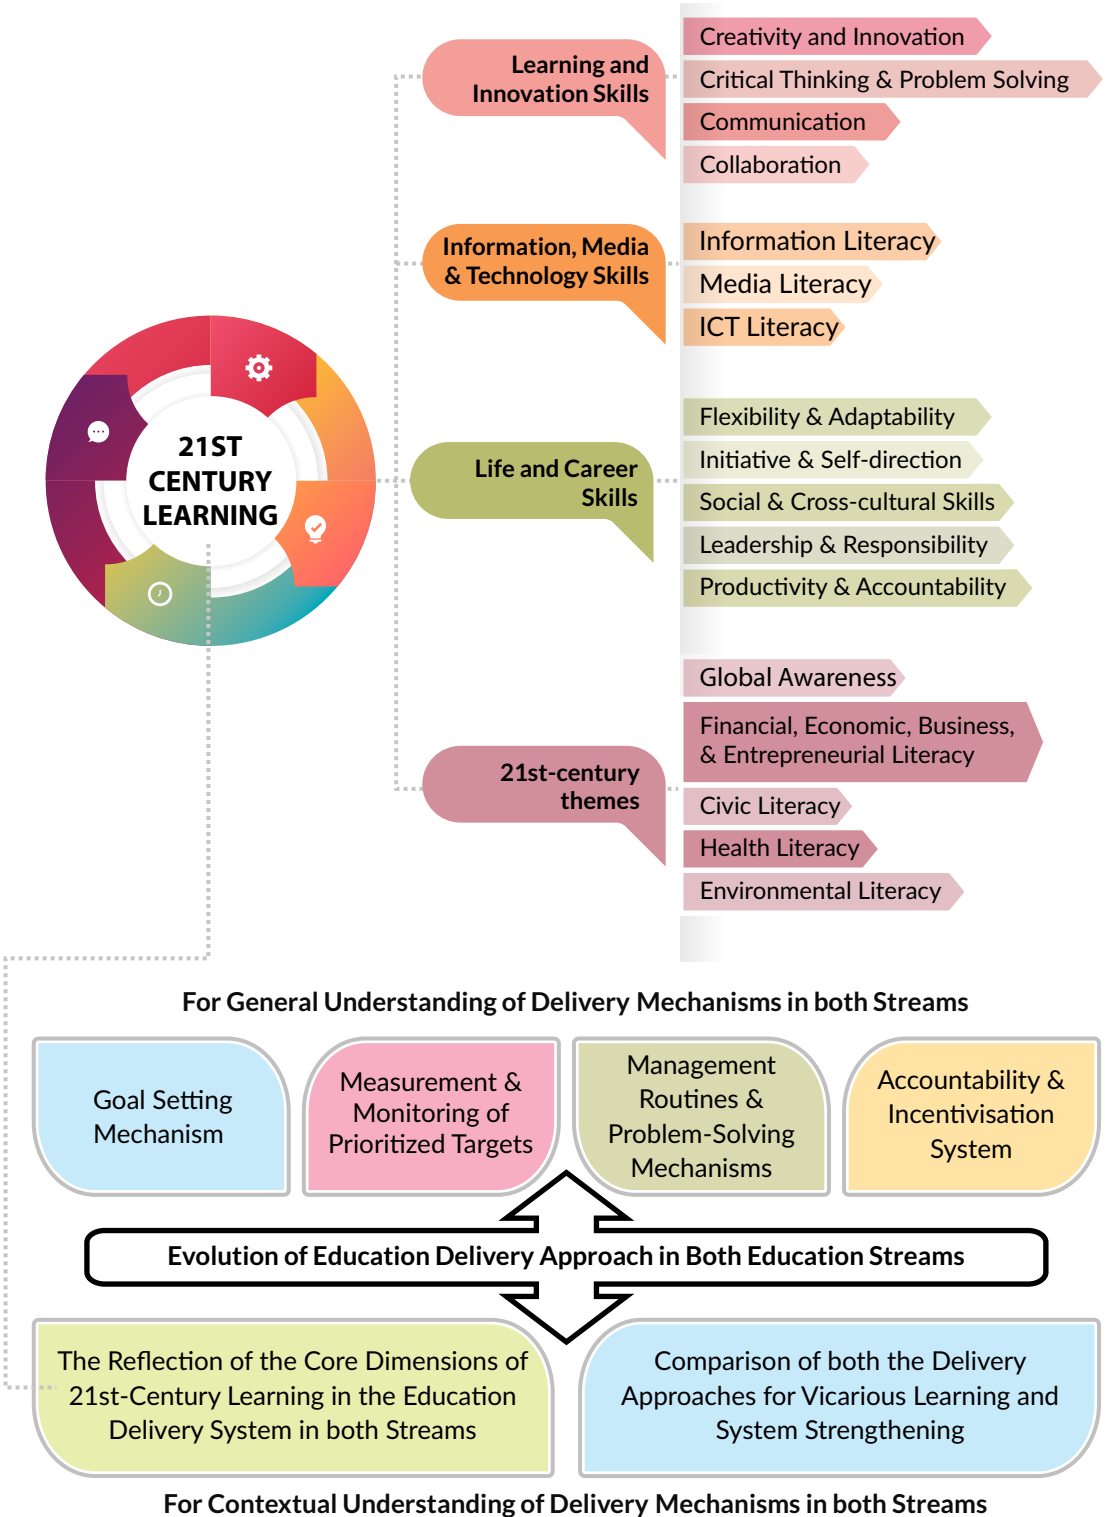 Learning and
Innovation Skills
Creativity and Innovation
Critical Thinking & Problem Solving
Communication
Collaboration
Information, Media
& Technology Skills
Information Literacy
Media Literacy
ICT Literacy
21ST
CENTURY
LEARNING
Life and Career
Skills
Flexibility & Adaptability
Initiative & Self-direction
Social & Cross-cultural Skills
Leadership & Responsibility
Productivity & Accountability
21st-century
themes
Global Awareness
Financial, Economic, Business,
& Entrepreneurial Literacy
Civic Literacy
Health Literacy
Environmental Literacy
For General Understanding of Delivery Mechanisms in both Streams
Goal Setting
Mechanism
Measurement &
Monitoring of
Prioritized Targets
Management
Routines &
Problem-Solving
Mechanisms
Accountability &
Incentivisation
System
Evolution of Education Delivery Approach in Both Education Streams
The Reflection of the Core Dimensions of
21st-Century Learning in the Education
Delivery System in both Streams
Comparison of both the Delivery
Approaches for Vicarious Learning and
System Strengthening
For Contextual Understanding of Delivery Mechanisms in both Streams